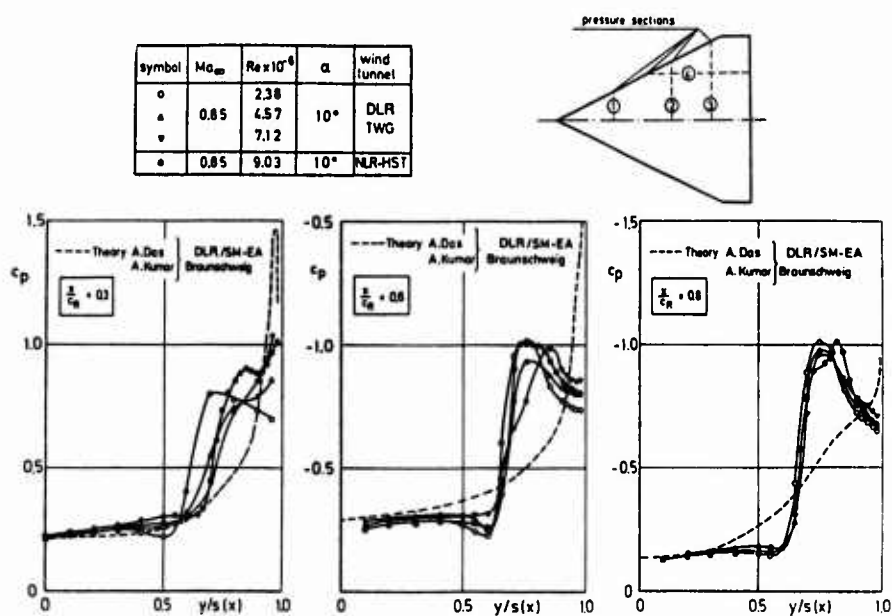 pressure sections
symbol Ma∞ Re x 10⁻⁶ α wind tunnel
2.38
0.85 4.57 10° DLR TWG
7.12
0.85 9.03 10° NLR-HST
① ② ③ ④
1.5
Theory A. Das
A. Kumar
DLR/SM-EA
Braunschweig
cp
x/cR = 0.3
1.0
0.5
0
0.5
y/s(x)
1.0
-0.5
Theory A. Das
A. Kumar
DLR/SM-EA
Braunschweig
cp
x/cR = 0.6
-1.0
-0.5
0
0
0.5
y/s(x)
1.0
-1.5
Theory A. Das
A. Kumar
DLR/SM-EA
Braunschweig
cp
x/cR = 0.8
-1.0
-0.5
0
0
0.5
y/s(x)
1.0